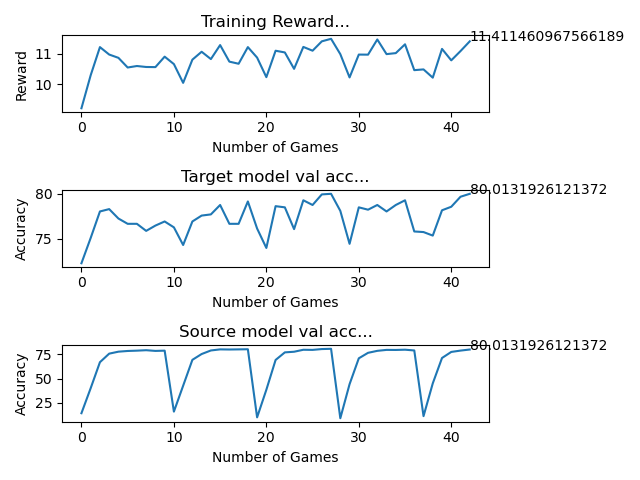 Training Reward...
11.411460967566189
Reward
11
10
0 10 20 30 40
Number of Games
Target model val acc...
80.0131926121372
Accuracy
80
75
0 10 20 30 40
Number of Games
Source model val acc...
80.0131926121372
Accuracy
75
50
25
0 10 20 30 40
Number of Games